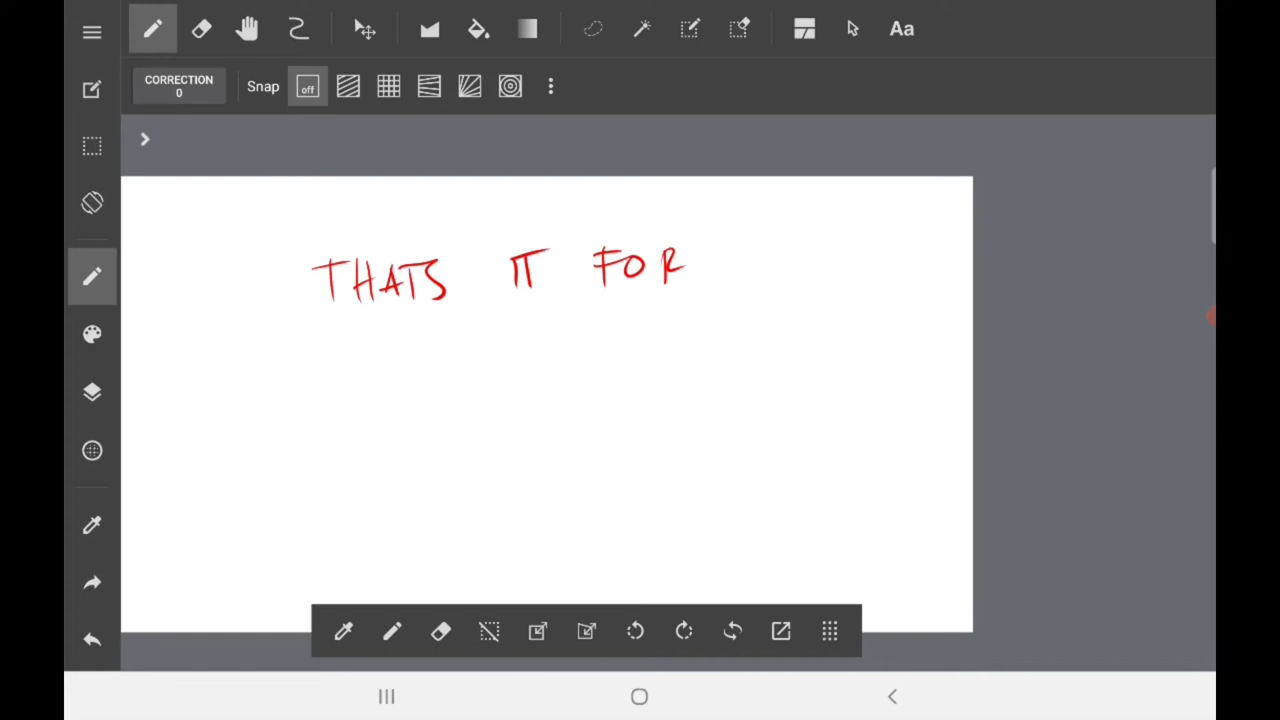 Aa
CORRECTION
0
Snap
off
THATS IT FOR